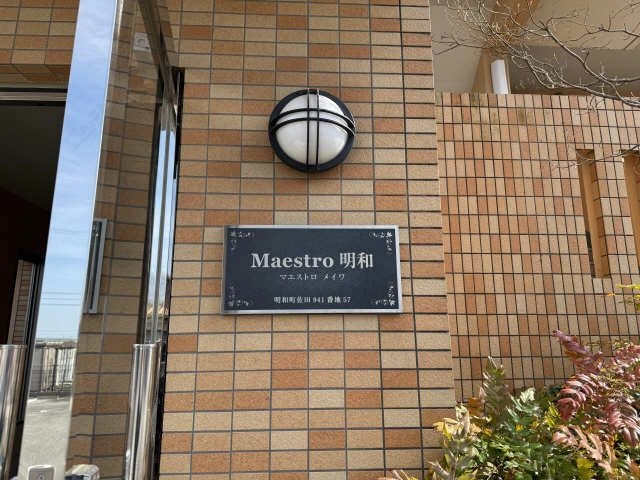 Maestro 明和
マエストロ メイワ
明和町佐田 941 番地 57